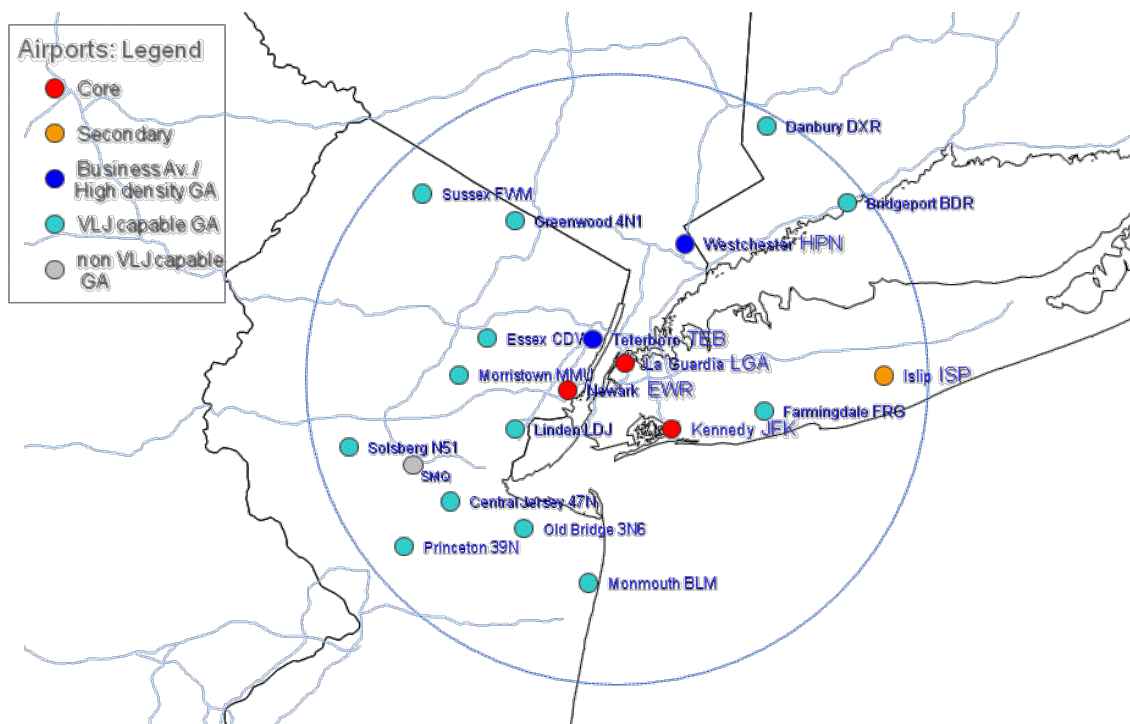 Airports: Legend
Core
Secondary
Business Av./
High density GA
VLJ capable GA
non VLJ capable
GA
Danbury DXR
Sussex FWM
Bridgeport BDR
Greenwood 4N1
Westchester HPN
Essex CDW
Teterboro TEB
La Guardia LGA
Morristown MMU
Islip ISP
Newark EWR
Farmingdale FRG
Linden LDJ
Kennedy JFK
Solsberg N51
SMQ
Central Jersey 47N
Old Bridge 3N6
Princeton 39N
Monmouth BLM